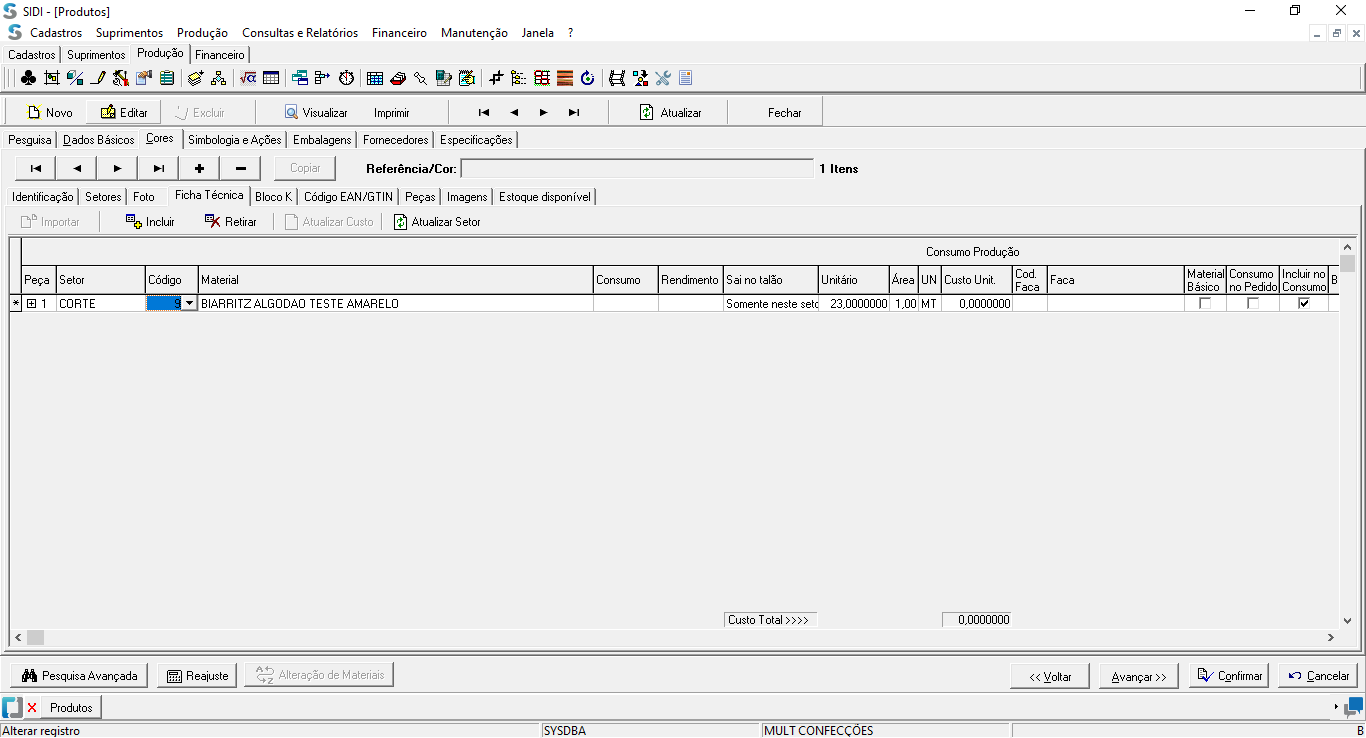 SIDI - [Produtos]
Cadastros Suprimentos Produção Consultas e Relatórios Financeiro Manutenção Janela ?
Cadastros Suprimentos Produção Financeiro
Novo Editar Excluir Visualizar Imprimir Atualizar Fechar
Pesquisa Dados Básicos Cores Simbologia e Ações Embalagens Fornecedores Especificações
Copiar Referência/Cor: 1 Itens
Identificação Setores Foto Ficha Técnica Bloco K Código EAN/GTIN Peças Imagens Estoque disponível
Importar Incluir Retirar Atualizar Custo Atualizar Setor
Consumo Produção
Peça Setor Código Material Consumo Rendimento Sai no talão Unitário Área UN Custo Unit. Cod. Faca Faca Material Básico Consumo no Pedido Incluir no Consumo B
* 1 CORTE 9 BIARRITZ ALGODAO TESTE AMARELO Somente neste seto 23,0000000 1,00 MT 0,0000000
Custo Total >>>> 0,0000000
Pesquisa Avançada Reajuste Alteração de Materiais << Voltar Avançar >> Confirmar Cancelar
Produtos
Alterar registro SYSDBA MULT CONFECÇÕES B